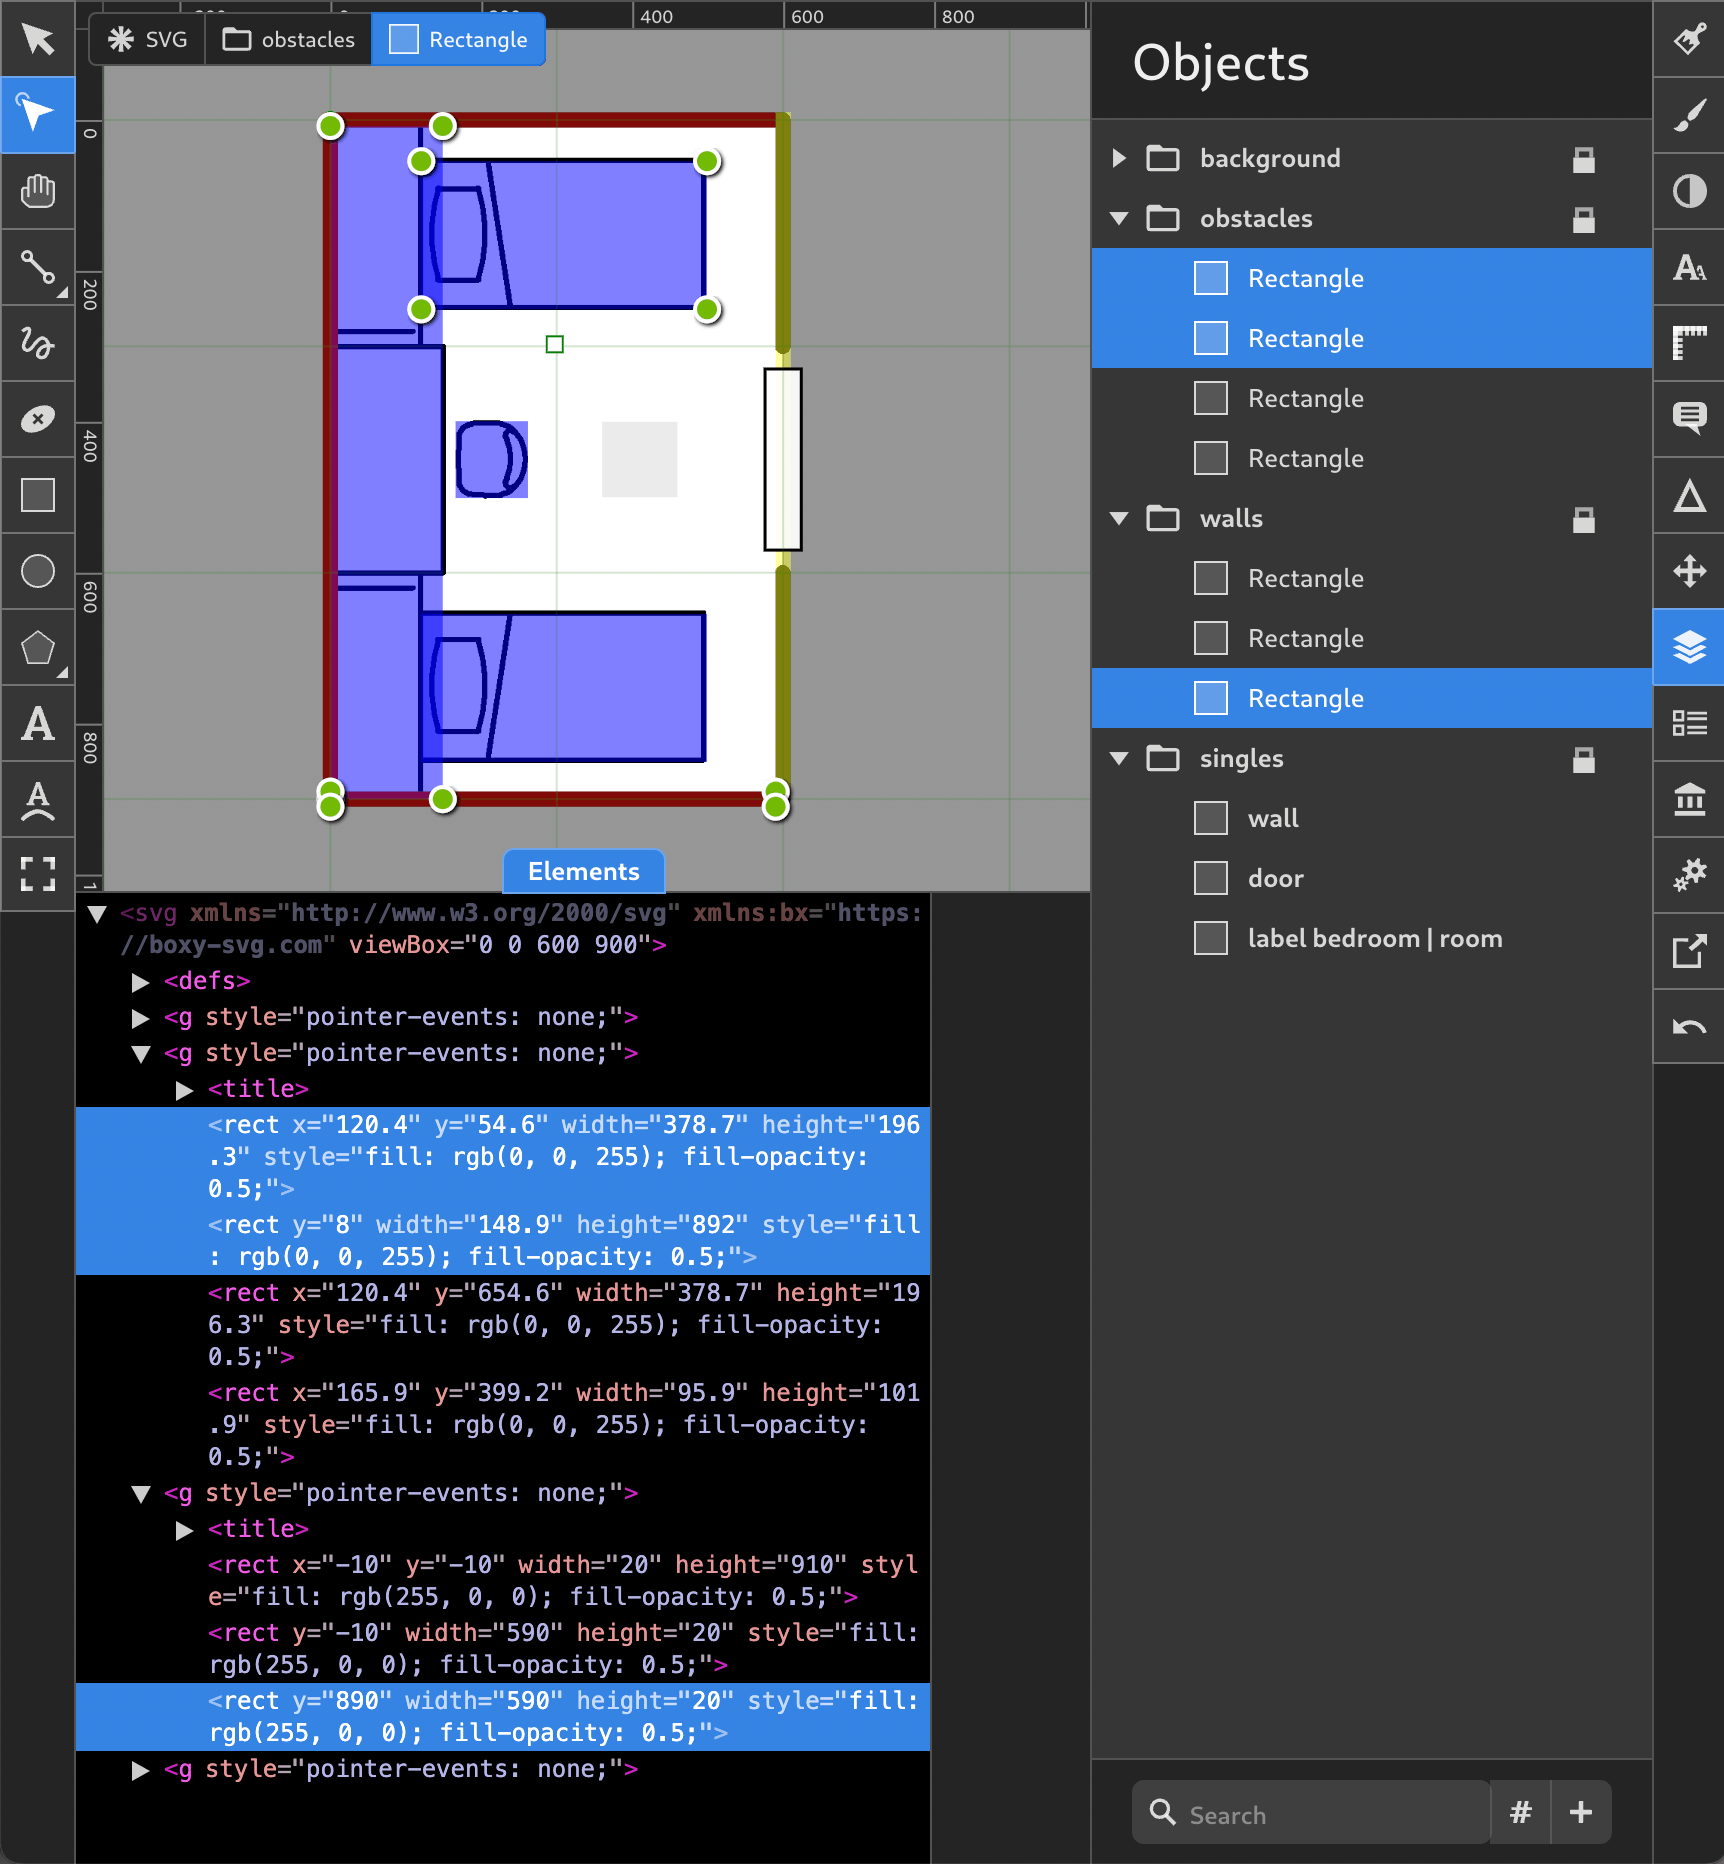 400
600
800
SVG
obstacles
Rectangle
0
200
400
600
800
1
Elements
<svg xmlns="http://www.w3.org/2000/svg" xmlns:bx="https:
//boxy-svg.com" viewBox="0 0 600 900">
<defs>
<g style="pointer-events: none;">
<g style="pointer-events: none;">
<title>
<rect x="120.4" y="54.6" width="378.7" height="196
.3" style="fill: rgb(0, 0, 255); fill-opacity:
0.5;">
<rect y="8" width="148.9" height="892" style="fill
: rgb(0, 0, 255); fill-opacity: 0.5;">
<rect x="120.4" y="654.6" width="378.7" height="19
6.3" style="fill: rgb(0, 0, 255); fill-opacity:
0.5;">
<rect x="165.9" y="399.2" width="95.9" height="101
.9" style="fill: rgb(0, 0, 255); fill-opacity:
0.5;">
<g style="pointer-events: none;">
<title>
<rect x="-10" y="-10" width="20" height="910" styl
e="fill: rgb(255, 0, 0); fill-opacity: 0.5;">
<rect y="-10" width="590" height="20" style="fill:
rgb(255, 0, 0); fill-opacity: 0.5;">
<rect y="890" width="590" height="20" style="fill:
rgb(255, 0, 0); fill-opacity: 0.5;">
<g style="pointer-events: none;">
Objects
background
obstacles
Rectangle
Rectangle
Rectangle
Rectangle
walls
Rectangle
Rectangle
Rectangle
singles
wall
door
label bedroom | room
Search
#
+